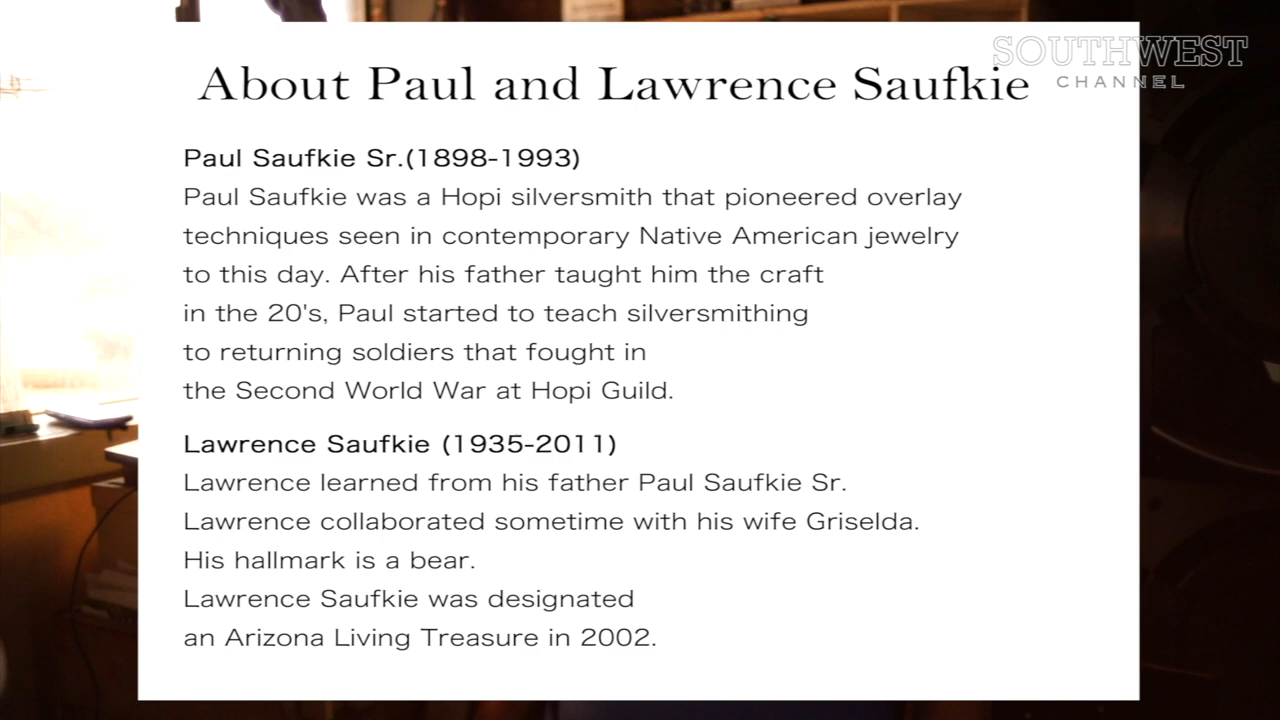 SOUTHWEST
CHANNEL
About Paul and Lawrence Saufkie
Paul Saufkie Sr.(1898-1993)
Paul Saufkie was a Hopi silversmith that pioneered overlay
techniques seen in contemporary Native American jewelry
to this day. After his father taught him the craft
in the 20's, Paul started to teach silversmithing
to returning soldiers that fought in
the Second World War at Hopi Guild.
Lawrence Saufkie (1935-2011)
Lawrence learned from his father Paul Saufkie Sr.
Lawrence collaborated sometime with his wife Griselda.
His hallmark is a bear.
Lawrence Saufkie was designated
an Arizona Living Treasure in 2002.